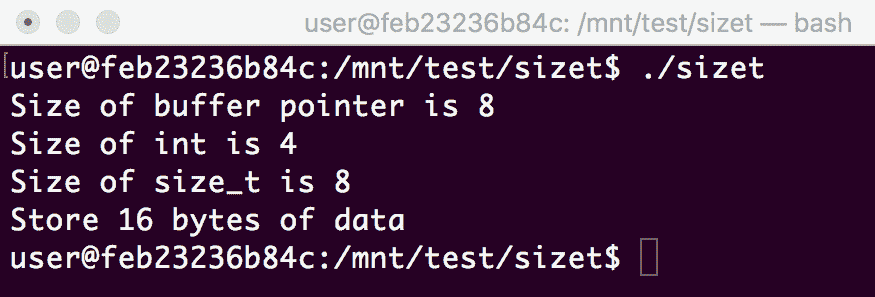 user@feb23236b84c: /mnt/test/sizet — bash
user@feb23236b84c:/mnt/test/sizet$ ./sizet
Size of buffer pointer is 8
Size of int is 4
Size of size_t is 8
Store 16 bytes of data
user@feb23236b84c:/mnt/test/sizet$